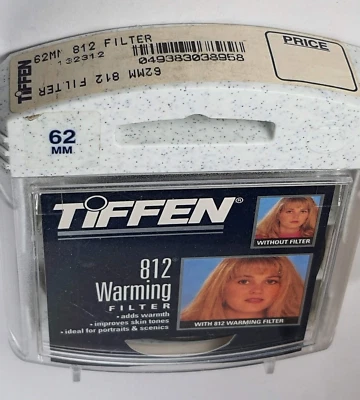 TIFFEN
62MM 812 FILTER
132312
049383038958
62MM 812 FILTER
PRICE
62
MM
TiFFEN®
WITHOUT FILTER
812
Warming
FILTER
• adds warmth
• improves skin tones
• ideal for portraits & scenics
WITH 812 WARMING FILTER